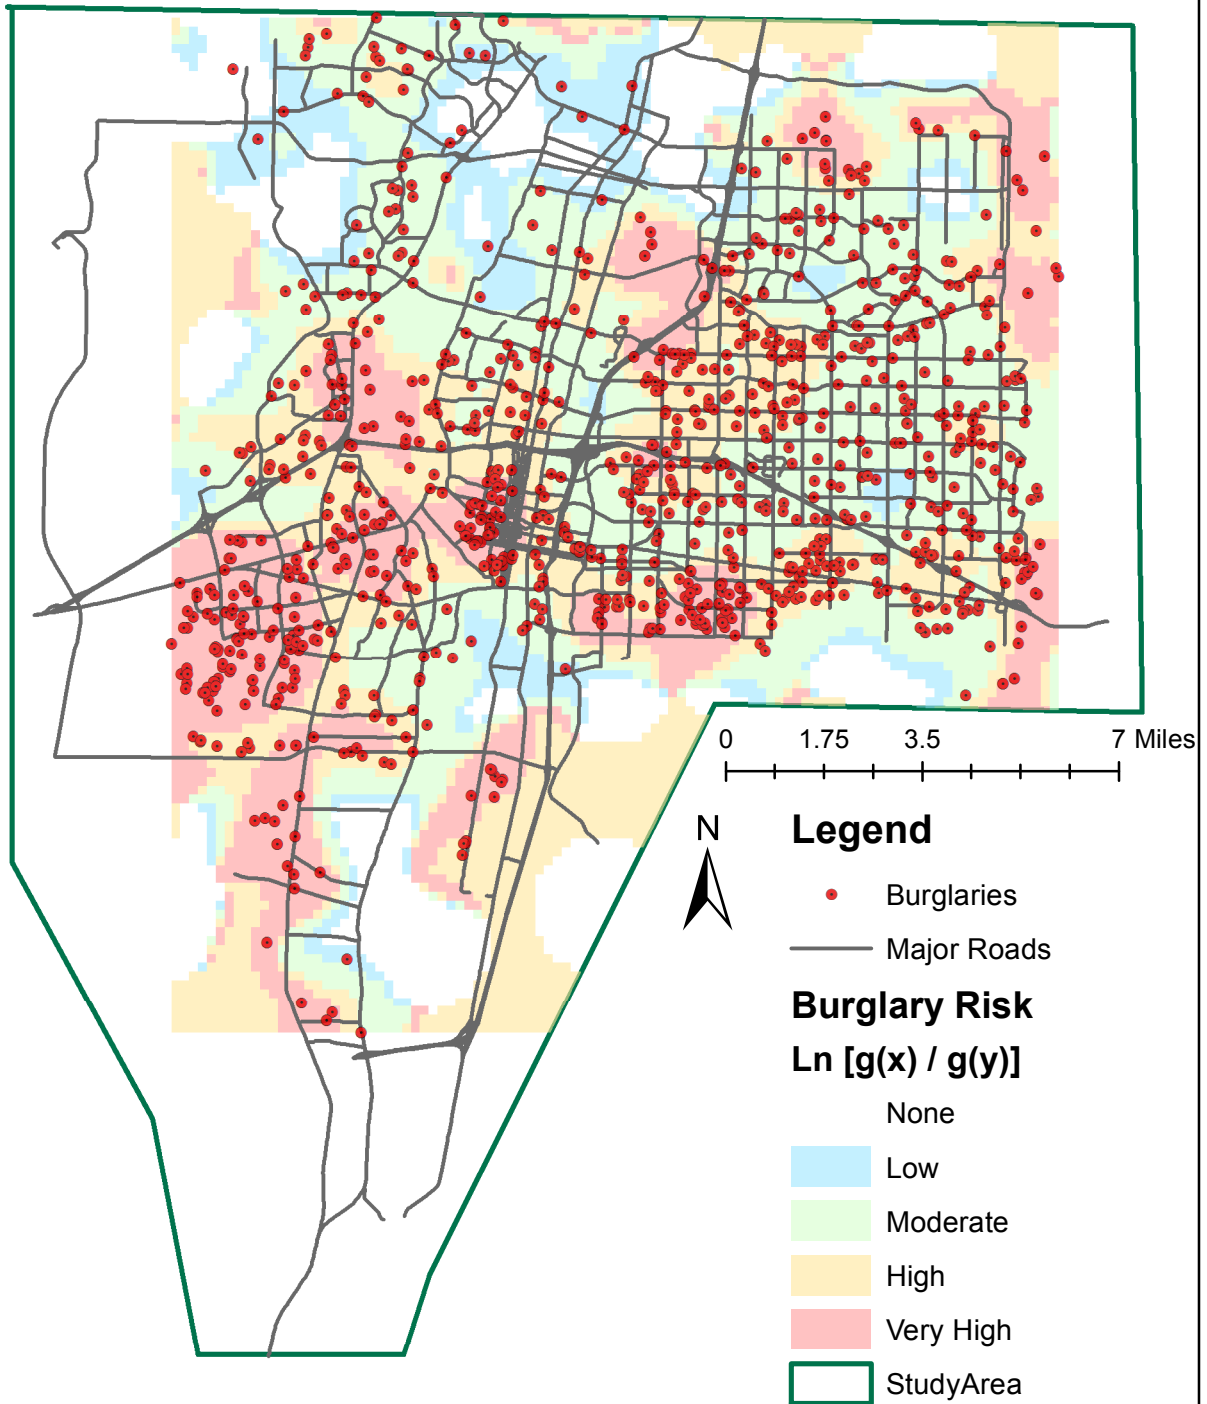 0 1.75 3.5 7 Miles
N
Legend
Burglaries
Major Roads
Burglary Risk
Ln [g(x) / g(y)]
None
Low
Moderate
High
Very High
StudyArea